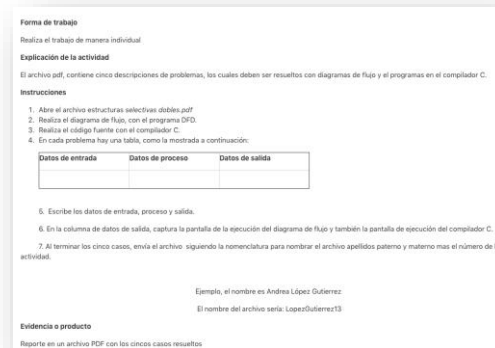 Forma de trabajo
Realiza el trabajo de manera individual
Explicación de la actividad
El archivo pdf, contiene cinco descripciones de problemas, los cuales deben ser resueltos con diagramas de flujo y el programas en el compilador C.
Instrucciones
1. Abre el archivo estructuras selectivas dobles.pdf
2. Realiza el diagrama de flujo, con el programa DFD.
3. Realiza el código fuente con el compilador C.
4. En cada problema hay una tabla, como la mostrada a continuación:
Datos de entrada Datos de proceso Datos de salida
5. Escribe los datos de entrada, proceso y salida.
6. En la columna de datos de salida, captura la pantalla de la ejecución del diagrama de flujo y también la pantalla de ejecución del compilador C.
7. Al terminar los cinco casos, envía el archivo siguiendo la nomenclatura para nombrar el archivo apellidos paterno y materno mas el número de
actividad.
Ejemplo, el nombre es Andrea López Gutierrez
El nombre del archivo sería: LopezGutierrez13
Evidencia o producto
Reporte en un archivo PDF con los cincos casos resueltos